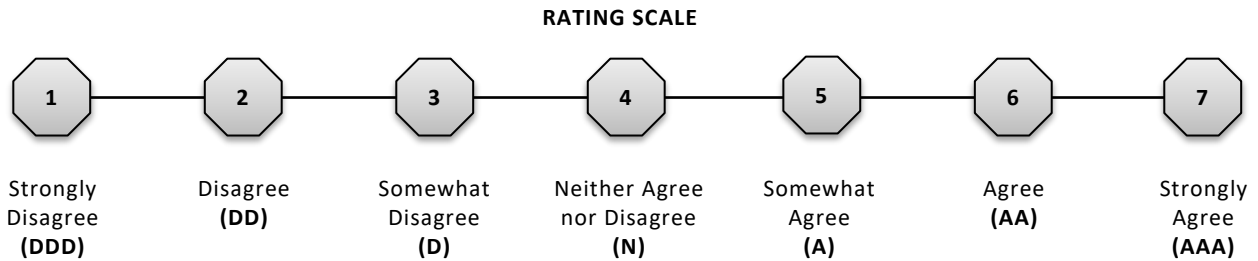 RATING SCALE
1 2 3 4 5 6 7
Strongly Disagree Somewhat Neither Agree Somewhat Agree Strongly
Disagree (DD) Disagree nor Disagree Agree (AA) Agree
(DDD) (D) (N) (A) (AAA)